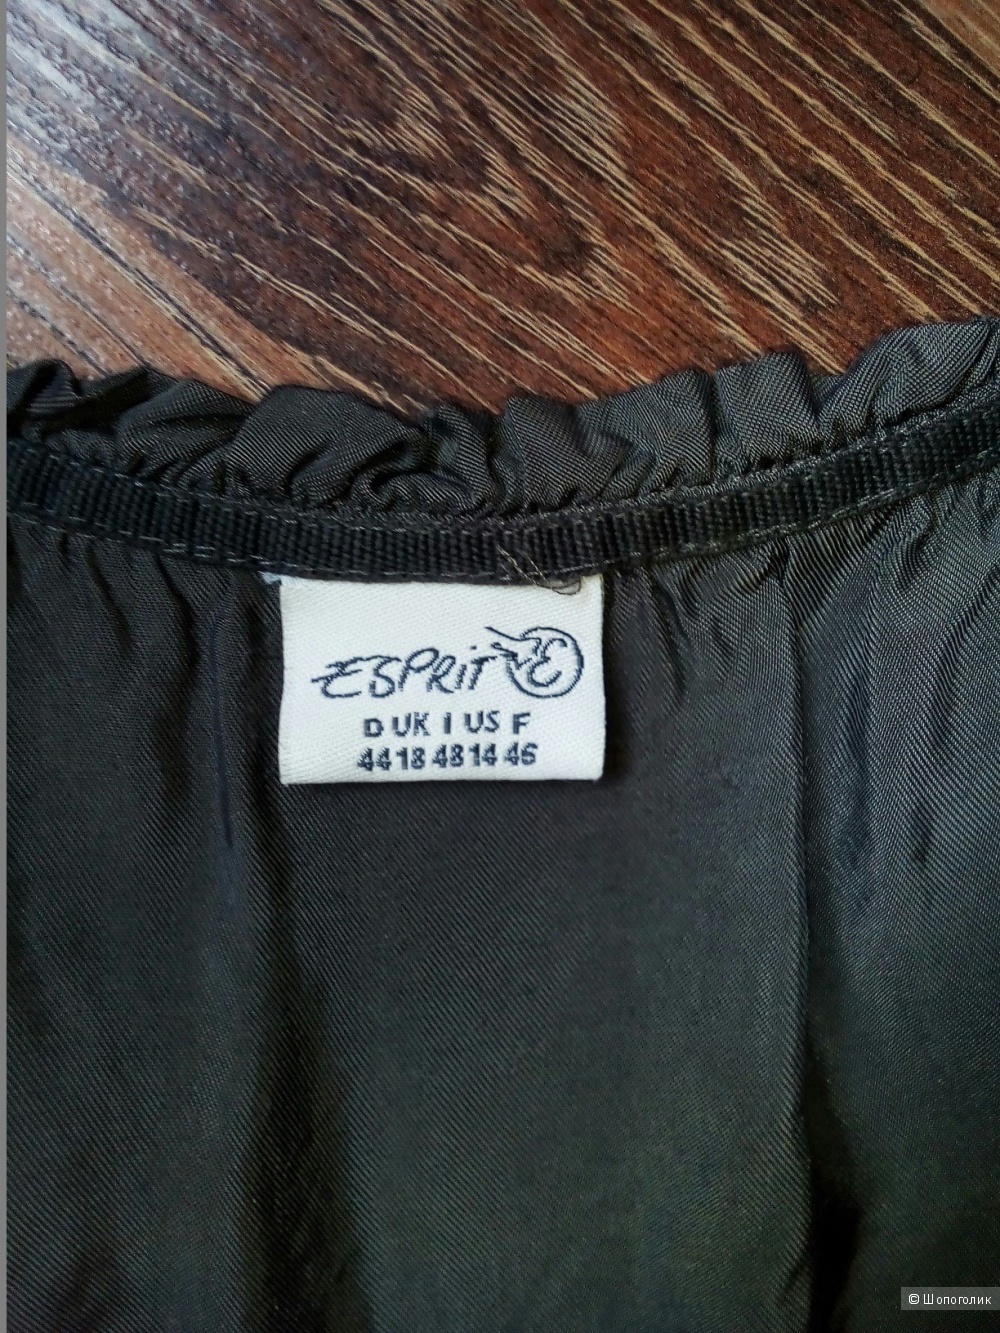 ESPRIT E
D UK I US F
44 18 48 14 46
© Шопоголик